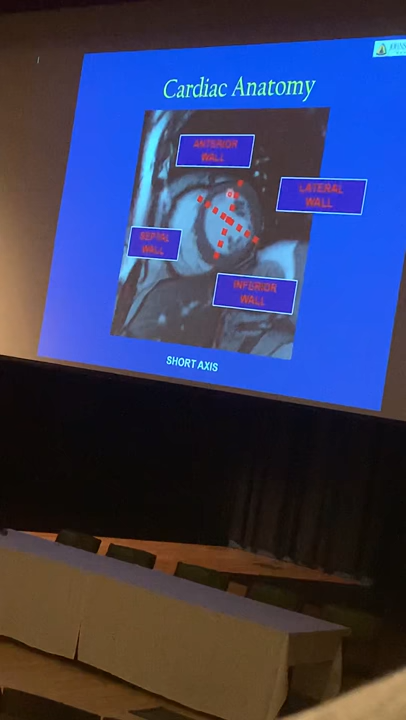 Cardiac Anatomy
ANTERIOR
WALL
LATERAL
WALL
SEPTAL
WALL
INFERIOR
WALL
SHORT AXIS